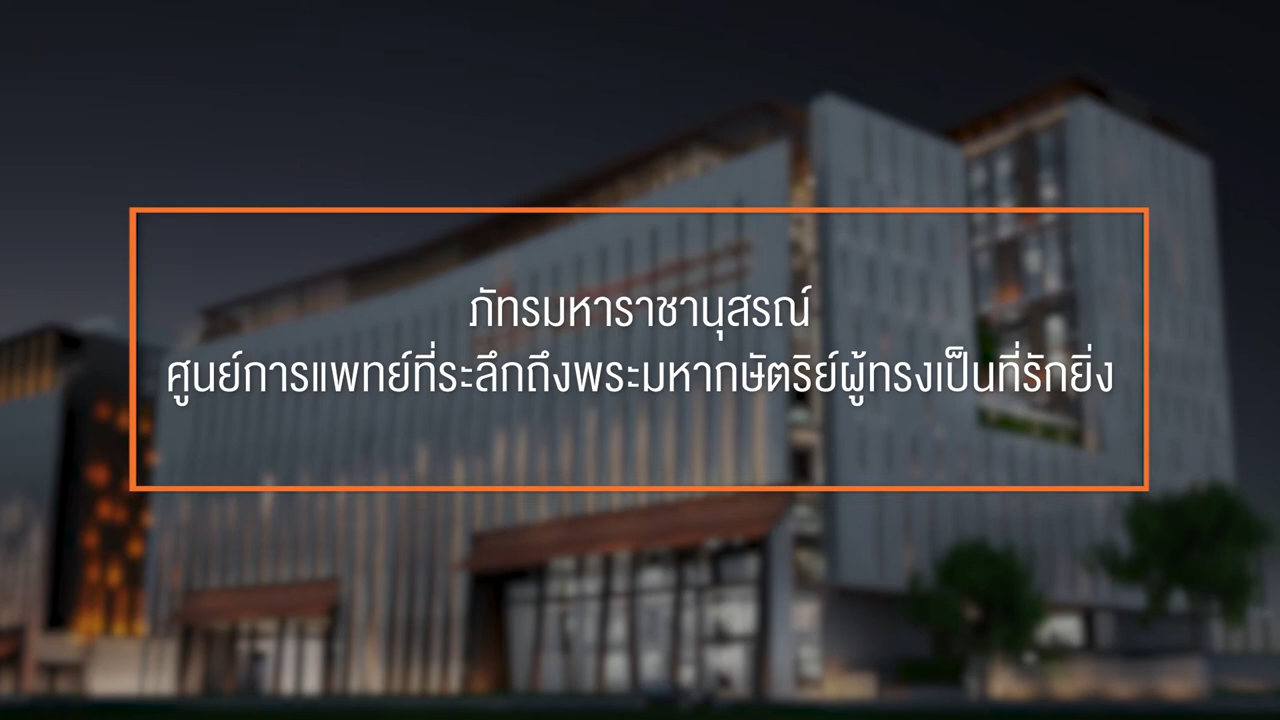 ภัทรมหาราชานุสรณ์
ศูนย์การแพทย์ที่ระลึกถึงพระมหากษัตริย์ผู้ทรงเป็นที่รักยิ่ง